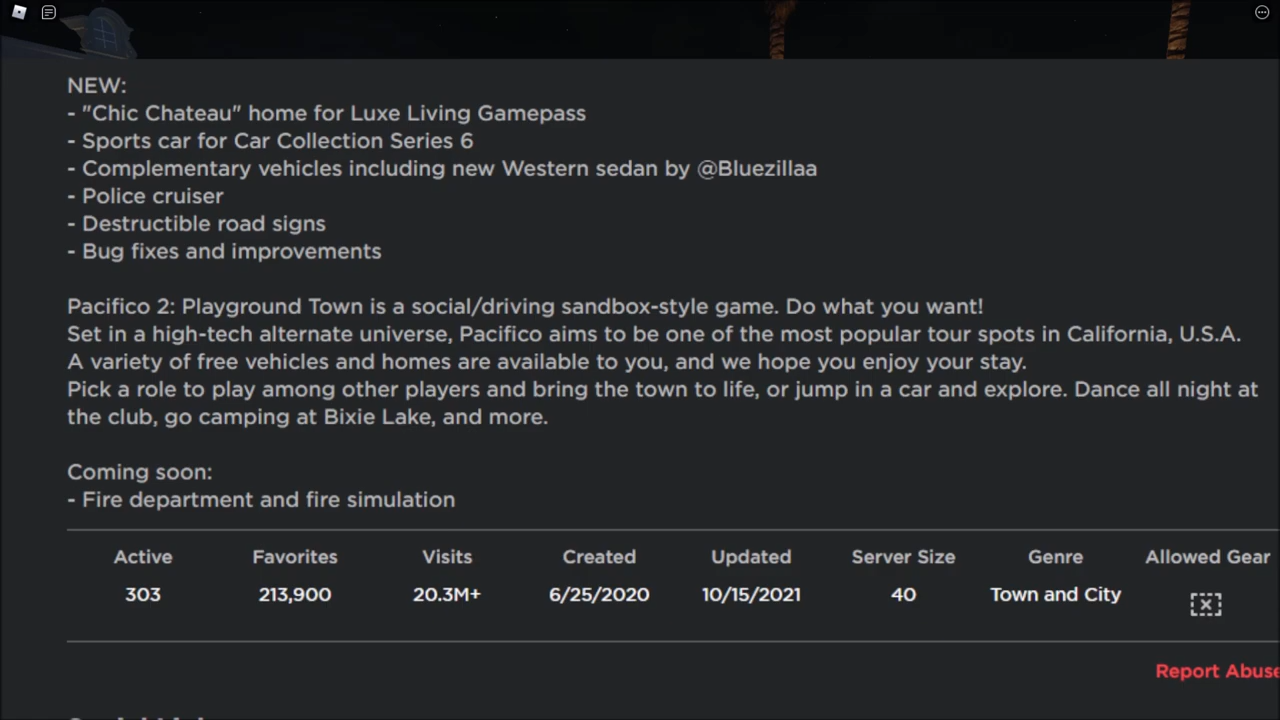 NEW:
- "Chic Chateau" home for Luxe Living Gamepass
- Sports car for Car Collection Series 6
- Complementary vehicles including new Western sedan by @Bluezillaa
- Police cruiser
- Destructible road signs
- Bug fixes and improvements
Pacifico 2: Playground Town is a social/driving sandbox-style game. Do what you want!
Set in a high-tech alternate universe, Pacifico aims to be one of the most popular tour spots in California, U.S.A.
A variety of free vehicles and homes are available to you, and we hope you enjoy your stay.
Pick a role to play among other players and bring the town to life, or jump in a car and explore. Dance all night at
the club, go camping at Bixie Lake, and more.
Coming soon:
- Fire department and fire simulation
Active Favorites Visits Created Updated Server Size Genre Allowed Gear
303 213,900 20.3M+ 6/25/2020 10/15/2021 40 Town and City
Report Abuse